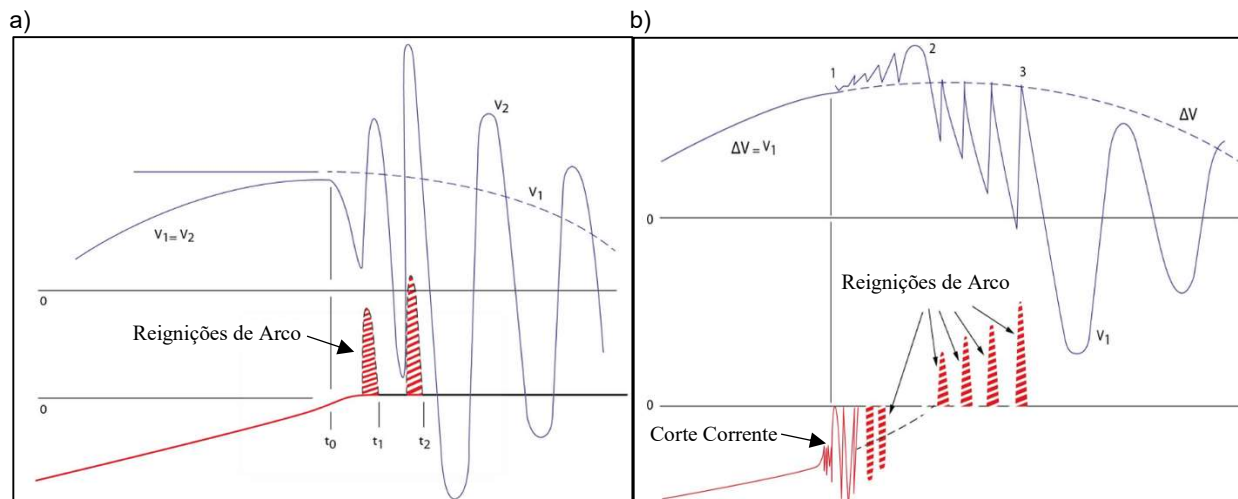 a)
V₂
V₁
V₁= V₂
0
Reignições de Arco
0
t₀
t₁
t₂
b)
1
2
3
ΔV
ΔV = V₁
0
Reignições de Arco
V₁
0
Corte Corrente